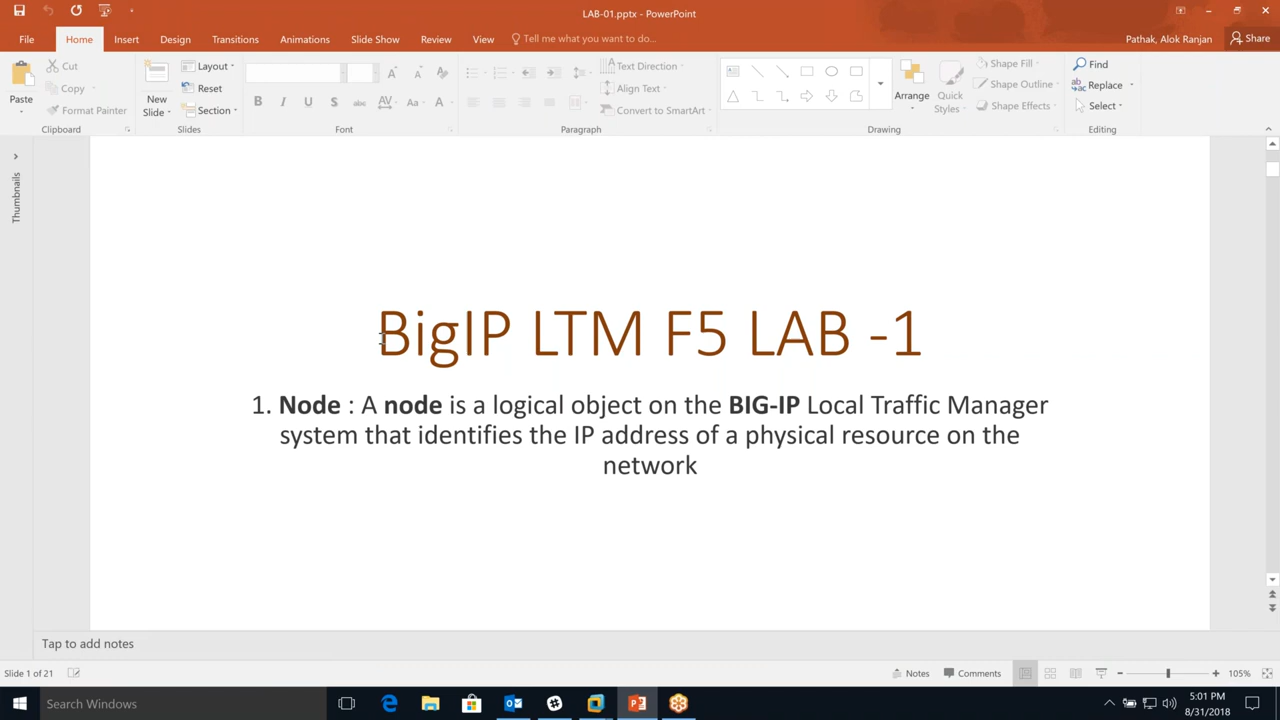 LAB-01.pptx - PowerPoint
File Home Insert Design Transitions Animations Slide Show Review View Tell me what you want to do... Pathak, Alok Ranjan Share
Paste
Cut
Copy
Format Painter
Clipboard
New
Slide
Layout
Reset
Section
Slides
B I U S abc AV Aa A
Font
Text Direction
Align Text
Convert to SmartArt
Paragraph
Arrange
Quick
Styles
Shape Fill
Shape Outline
Shape Effects
Drawing
Find
Replace
Select
Editing
Thumbnails
BigIP LTM F5 LAB -1
1. Node : A node is a logical object on the BIG-IP Local Traffic Manager
system that identifies the IP address of a physical resource on the
network
Tap to add notes
Slide 1 of 21 Notes Comments 105%
Search Windows
5:01 PM
8/31/2018